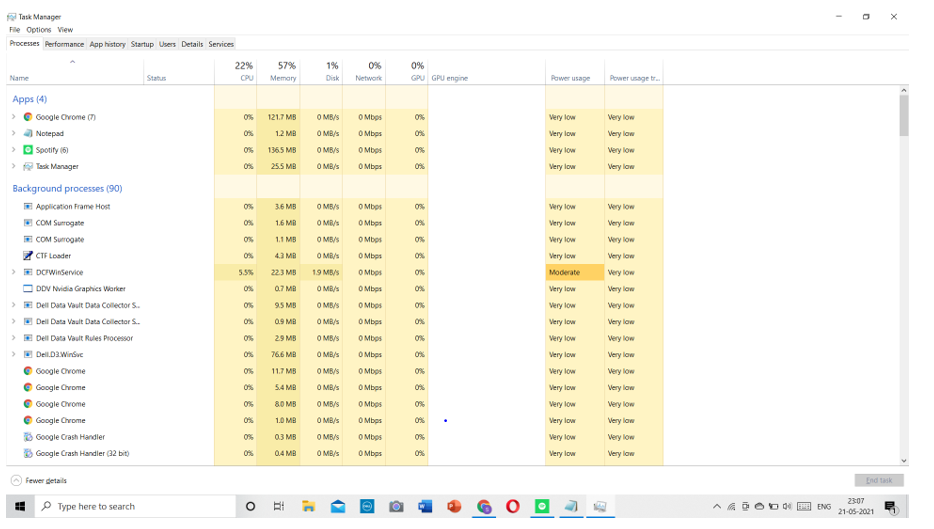 Task Manager
File Options View
Processes Performance App history Startup Users Details Services
22% 57% 1% 0% 0%
Name Status CPU Memory Disk Network GPU GPU engine Power usage Power usage tr...
Apps (4)
Google Chrome (7) 0% 121.7 MB 0 MB/s 0 Mbps 0% Very low Very low
Notepad 0% 1.2 MB 0 MB/s 0 Mbps 0% Very low Very low
Spotify (6) 0% 136.5 MB 0 MB/s 0 Mbps 0% Very low Very low
Task Manager 0% 25.5 MB 0 MB/s 0 Mbps 0% Very low Very low
Background processes (90)
Application Frame Host 0% 3.6 MB 0 MB/s 0 Mbps 0% Very low Very low
COM Surrogate 0% 1.6 MB 0 MB/s 0 Mbps 0% Very low Very low
COM Surrogate 0% 1.1 MB 0 MB/s 0 Mbps 0% Very low Very low
CTF Loader 0% 4.3 MB 0 MB/s 0 Mbps 0% Very low Very low
DCFWinService 5.5% 22.3 MB 1.9 MB/s 0 Mbps 0% Moderate Very low
DDV Nvidia Graphics Worker 0% 0.7 MB 0 MB/s 0 Mbps 0% Very low Very low
Dell Data Vault Data Collector S... 0% 9.5 MB 0 MB/s 0 Mbps 0% Very low Very low
Dell Data Vault Data Collector S... 0% 0.9 MB 0 MB/s 0 Mbps 0% Very low Very low
Dell Data Vault Rules Processor 0% 2.9 MB 0 MB/s 0 Mbps 0% Very low Very low
Dell.D3.WinSvc 0% 76.6 MB 0 MB/s 0 Mbps 0% Very low Very low
Google Chrome 0% 11.7 MB 0 MB/s 0 Mbps 0% Very low Very low
Google Chrome 0% 5.4 MB 0 MB/s 0 Mbps 0% Very low Very low
Google Chrome 0% 8.0 MB 0 MB/s 0 Mbps 0% Very low Very low
Google Chrome 0% 1.0 MB 0 MB/s 0 Mbps 0% Very low Very low
Google Crash Handler 0% 0.3 MB 0 MB/s 0 Mbps 0% Very low Very low
Google Crash Handler (32 bit) 0% 0.4 MB 0 MB/s 0 Mbps 0% Very low Very low
Fewer details End task
Type here to search ENG 23:07
21-05-2021